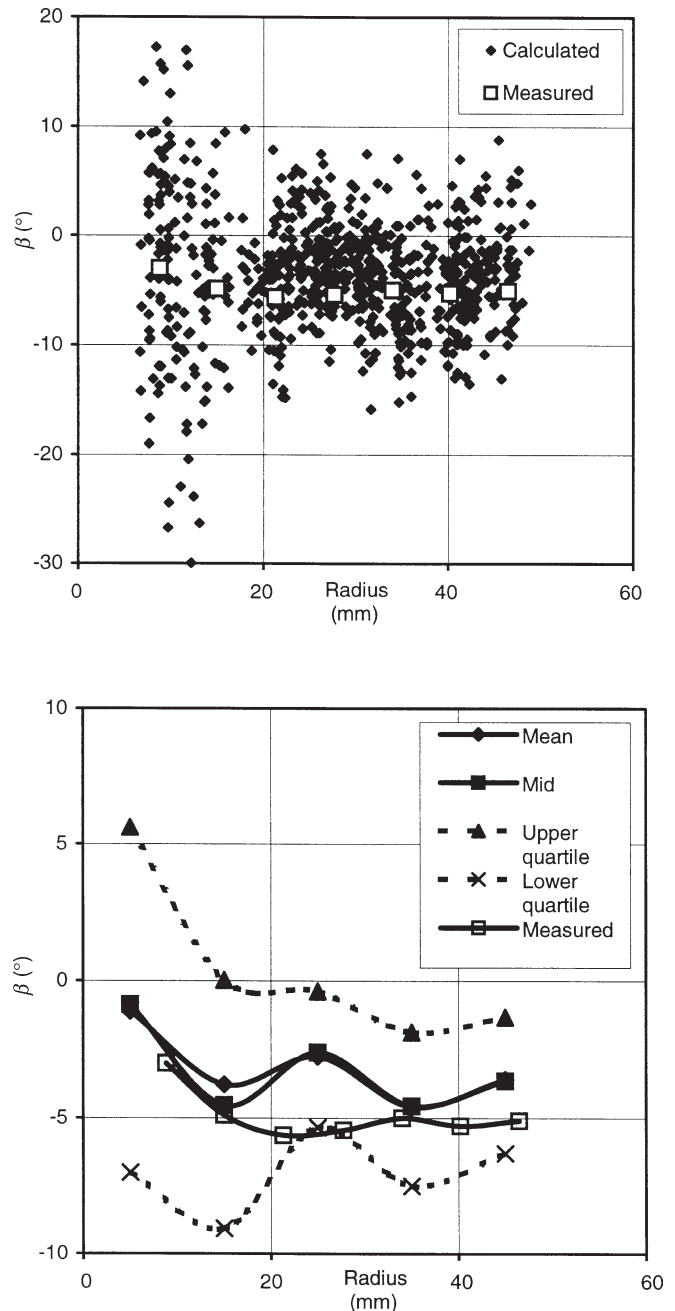 20
10
0
-10
-20
-30
β (°)
Calculated
Measured
0
20
Radius
(mm)
40
60
10
5
0
-5
-10
β (°)
Mean
Mid
Upper
quartile
Lower
quartile
Measured
0
20
Radius
(mm)
40
60